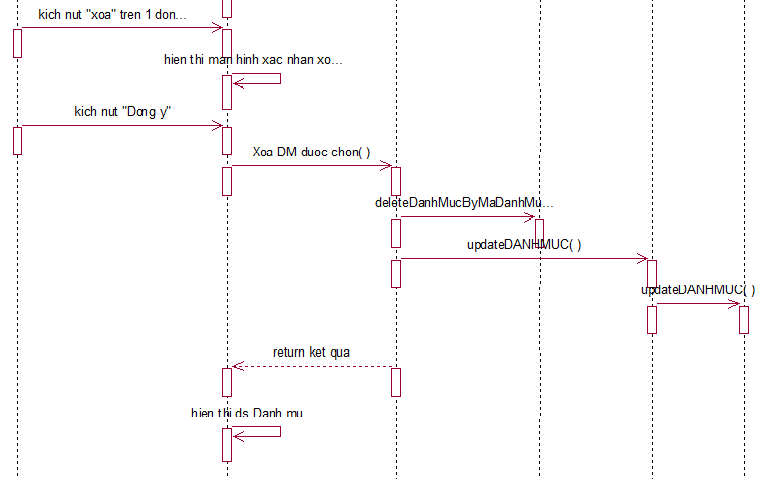 kich nut "xoa" tren 1 don...
hien thi man hinh xac nhan xo...
kich nut "Dong y"
Xoa DM duoc chon( )
deleteDanhMucByMaDanhMu...
updateDANHMUC( )
updateDANHMUC( )
return ket qua
hien thi ds Danh mu